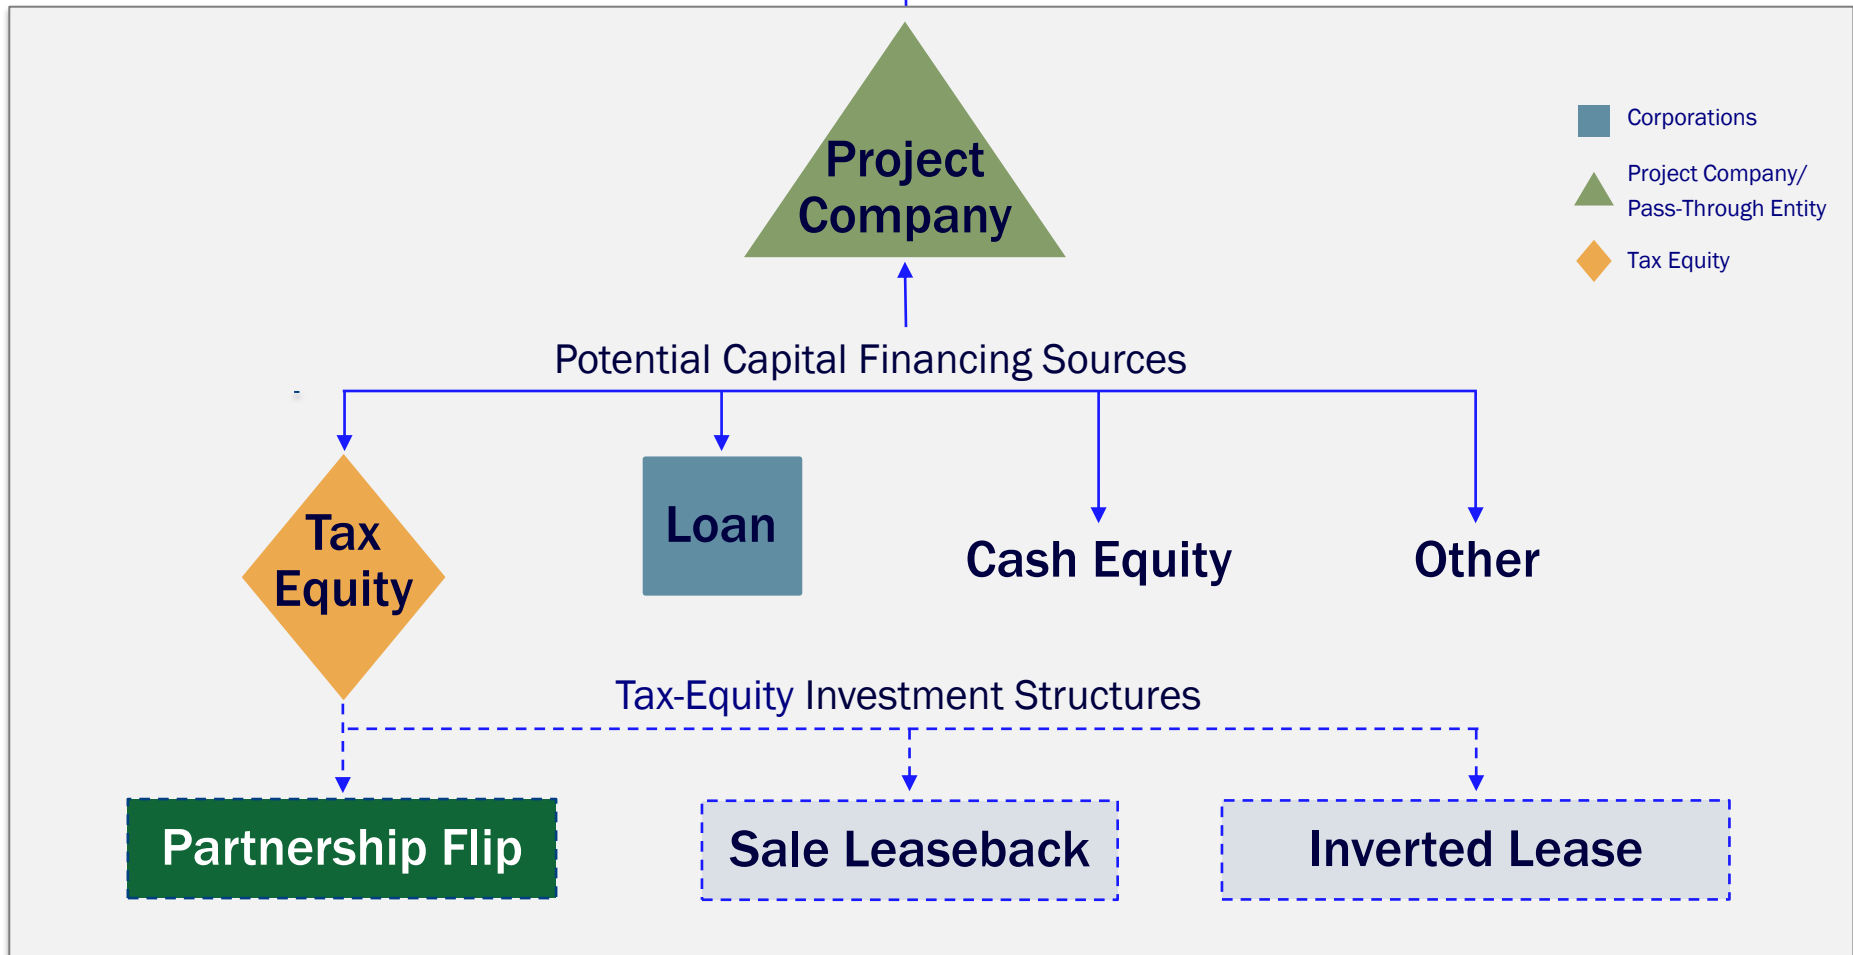 Project
Company
Corporations
Project Company/
Pass-Through Entity
Tax Equity
Potential Capital Financing Sources
Tax
Equity
Loan
Cash Equity
Other
Tax-Equity Investment Structures
Partnership Flip
Sale Leaseback
Inverted Lease